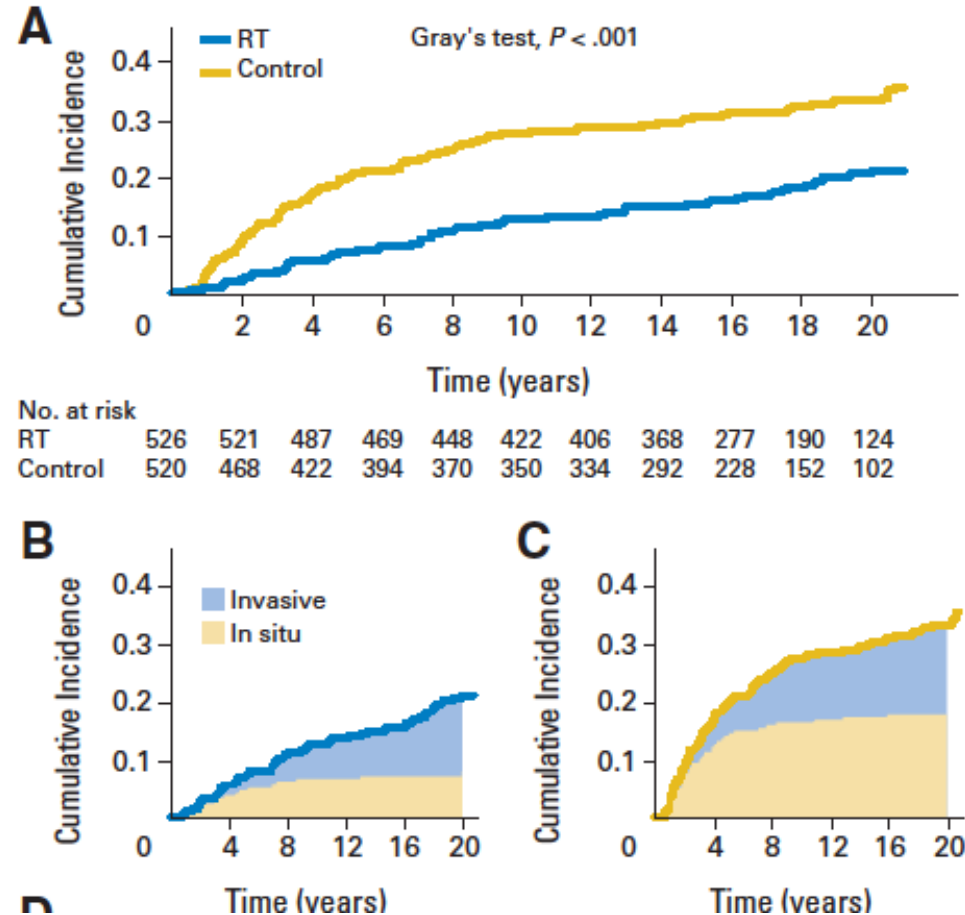 A
RT
Control
Gray's test, P < .001
Cumulative Incidence
0.4
0.3
0.2
0.1
0 2 4 6 8 10 12 14 16 18 20
Time (years)
No. at risk
RT 526 521 487 469 448 422 406 368 277 190 124
Control 520 468 422 394 370 350 334 292 228 152 102
B
Invasive
In situ
Cumulative Incidence
0.4
0.3
0.2
0.1
0 4 8 12 16 20
Time (years)
C
Cumulative Incidence
0.4
0.3
0.2
0.1
0 4 8 12 16 20
Time (years)
D